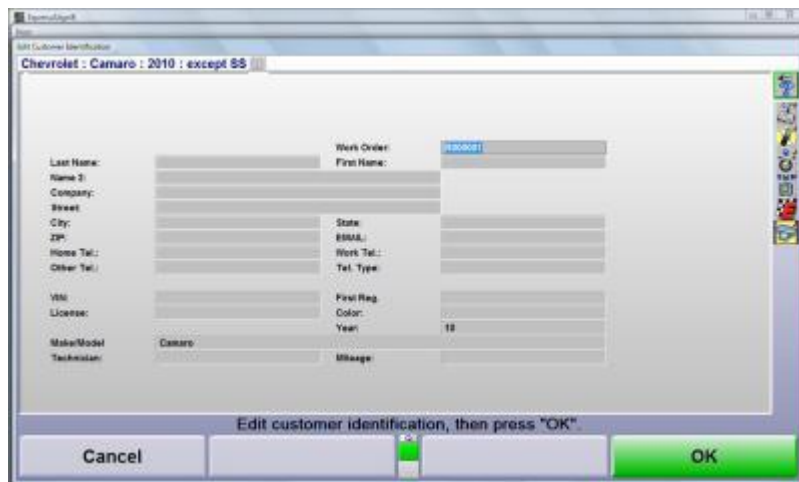 Edit Customer Identification
Chevrolet : Camaro : 2010 : except SS
Work Order:
Last Name: First Name:
Name 2:
Company:
Street:
City: State:
ZIP: EMAIL:
Home Tel.: Work Tel.:
Other Tel.: Tel. Type:
VIN: First Reg.
License: Color:
Year: 10
Make/Model Camaro
Technician: Mileage:
Edit customer identification, then press "OK".
Cancel OK